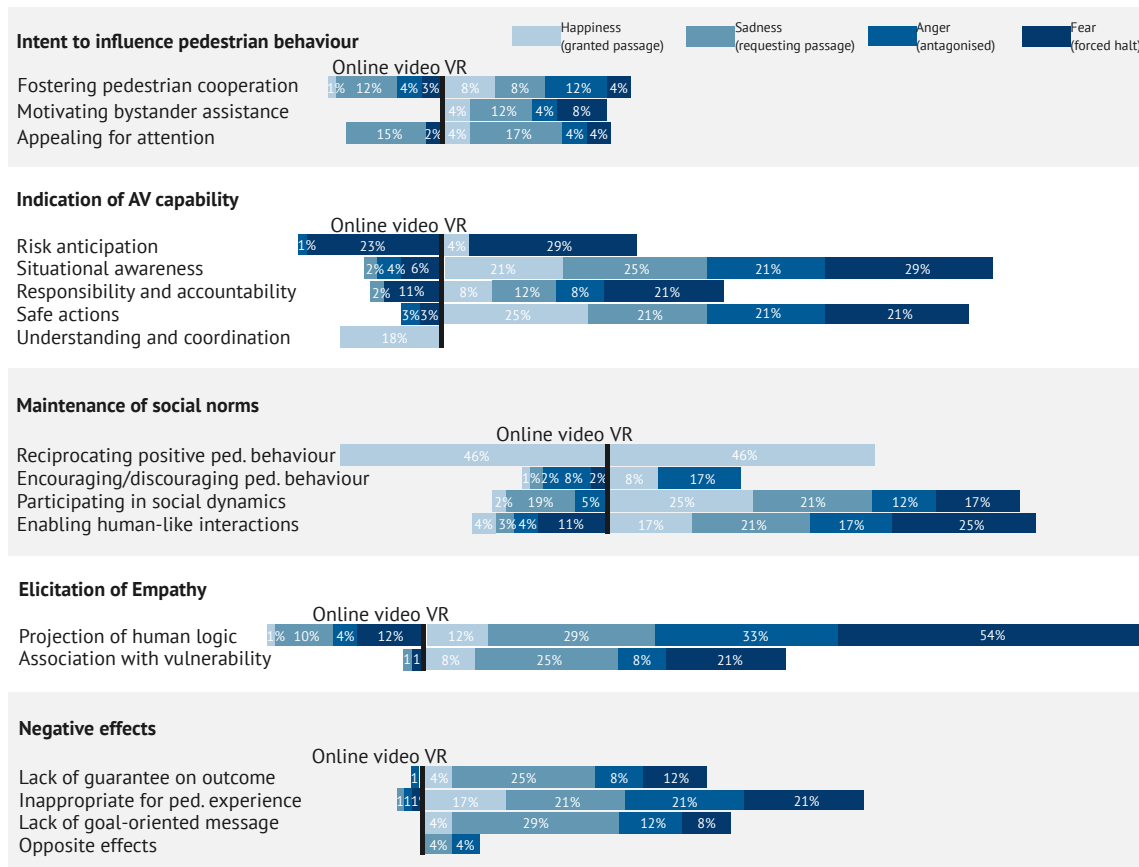 Happiness Sadness Anger Fear
(granted passage) (requesting passage) (antagonised) (forced halt)
Intent to influence pedestrian behaviour
Online video VR
Fostering pedestrian cooperation 1% 12% 4% 3% 8% 8% 12% 4%
Motivating bystander assistance 4% 12% 4% 8%
Appealing for attention 15% 2% 4% 17% 4% 4%
Indication of AV capability
Online video VR
Risk anticipation 1% 23% 4% 29%
Situational awareness 2% 4% 6% 21% 25% 21% 29%
Responsibility and accountability 2% 11% 8% 12% 8% 21%
Safe actions 3% 3% 25% 21% 21% 21%
Understanding and coordination 18%
Maintenance of social norms
Online video VR
Reciprocating positive ped. behaviour 46% 46%
Encouraging/discouraging ped. behaviour 1% 2% 8% 2% 8% 17%
Participating in social dynamics 2% 19% 5% 25% 21% 12% 17%
Enabling human-like interactions 4% 3% 4% 11% 17% 21% 17% 25%
Elicitation of Empathy
Online video VR
Projection of human logic 1% 10% 4% 12% 12% 29% 33% 54%
Association with vulnerability 1 1 8% 25% 8% 21%
Negative effects
Online video VR
Lack of guarantee on outcome 1 4% 25% 8% 12%
Inappropriate for ped. experience 1 1 1% 17% 21% 21% 21%
Lack of goal-oriented message 4% 29% 12% 8%
Opposite effects 4% 4%